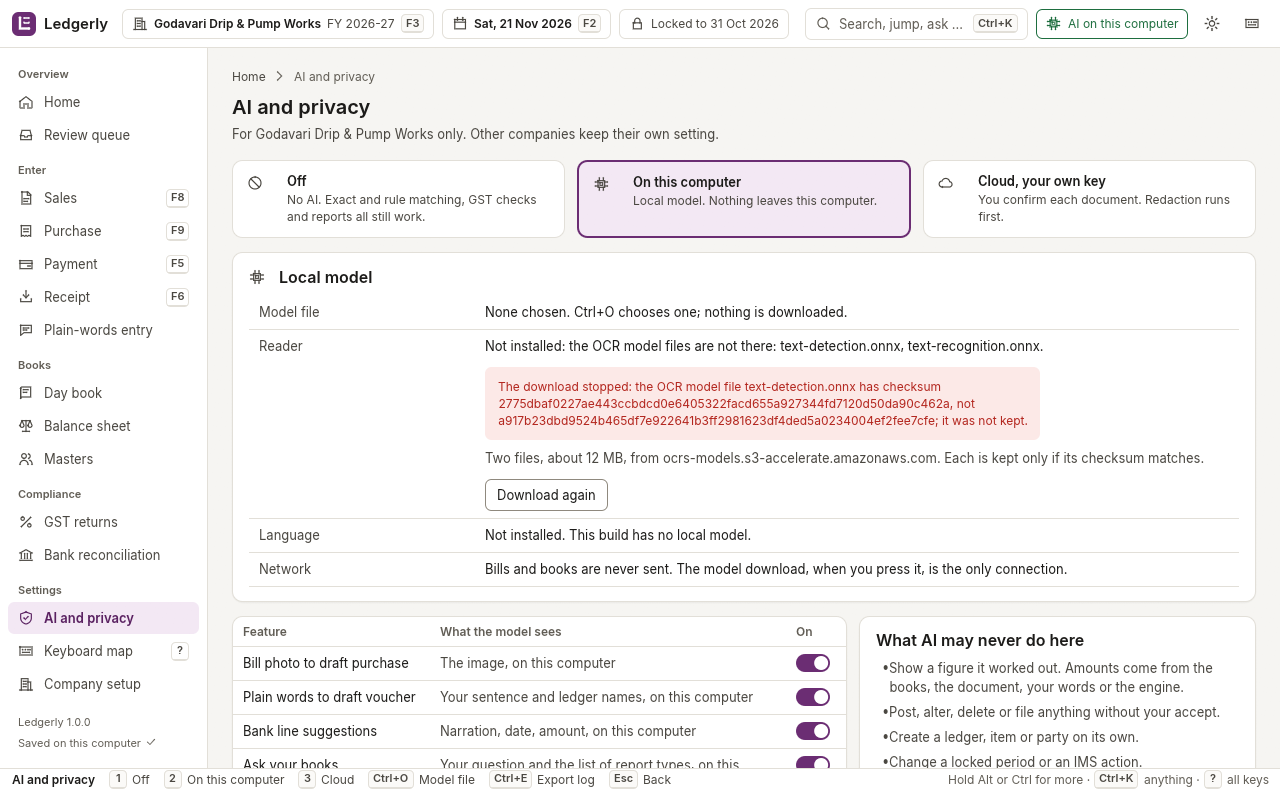 Ledgerly
Godavari Drip & Pump Works FY 2026-27 F3
Sat, 21 Nov 2026 F2
Locked to 31 Oct 2026
Search, jump, ask ... Ctrl+K
AI on this computer
Overview
Home
Review queue
Enter
Sales F8
Purchase F9
Payment F5
Receipt F6
Plain-words entry
Books
Day book
Balance sheet
Masters
Compliance
GST returns
Bank reconciliation
Settings
AI and privacy
Keyboard map ?
Company setup
Ledgerly 1.0.0
Saved on this computer
Home > AI and privacy
AI and privacy
For Godavari Drip & Pump Works only. Other companies keep their own setting.
Off
No AI. Exact and rule matching, GST checks
and reports all still work.
On this computer
Local model. Nothing leaves this computer.
Cloud, your own key
You confirm each document. Redaction runs
first.
Local model
Model file None chosen. Ctrl+O chooses one; nothing is downloaded.
Reader Not installed: the OCR model files are not there: text-detection.onnx, text-recognition.onnx.
The download stopped: the OCR model file text-detection.onnx has checksum
2775dbaf0227ae443ccbdcd0e6405322facd655a927344fd7120d50da90c462a, not
a917b23dbd9524b465df7e922641b3ff2981623df4ded5a0234004ef2fee7cfe; it was not kept.
Two files, about 12 MB, from ocrs-models.s3-accelerate.amazonaws.com. Each is kept only if its checksum matches.
Download again
Language Not installed. This build has no local model.
Network Bills and books are never sent. The model download, when you press it, is the only connection.
Feature What the model sees On
Bill photo to draft purchase The image, on this computer
Plain words to draft voucher Your sentence and ledger names, on this computer
Bank line suggestions Narration, date, amount, on this computer
Ask your books Your question and the list of report types, on this
What AI may never do here
•Show a figure it worked out. Amounts come from the
books, the document, your words or the engine.
•Post, alter, delete or file anything without your accept.
•Create a ledger, item or party on its own.
•Change a locked period or an IMS action.
AI and privacy 1 Off 2 On this computer 3 Cloud Ctrl+O Model file Ctrl+E Export log Esc Back
Hold Alt or Ctrl for more · Ctrl+K anything · ? all keys